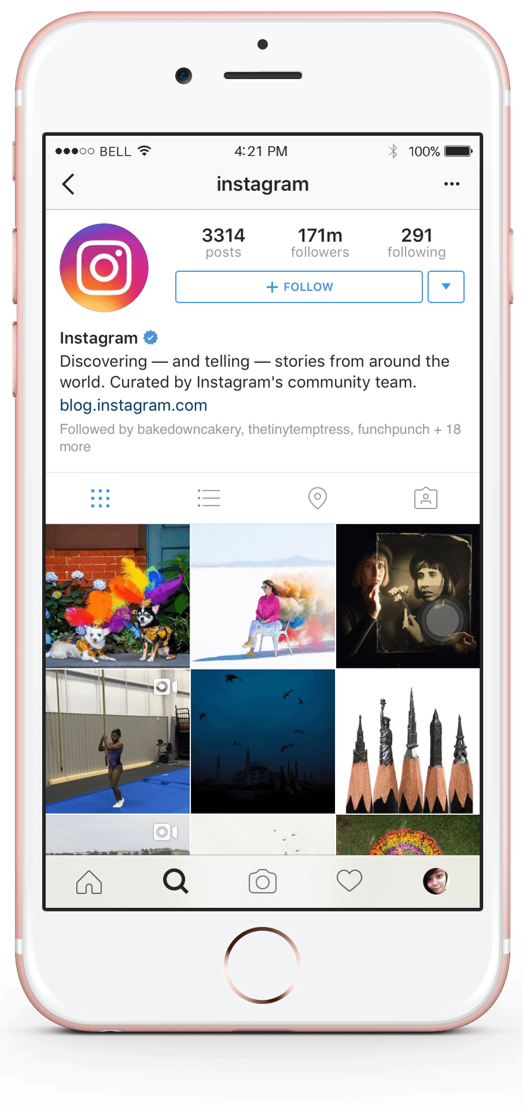 ●●●○○ BELL 4:21 PM 100%
instagram
3314 171m 291
posts followers following
+ FOLLOW
Instagram
Discovering — and telling — stories from around the
world. Curated by Instagram's community team.
blog.instagram.com
Followed by bakedowncakery, thetinytemptress, funchpunch + 18
more